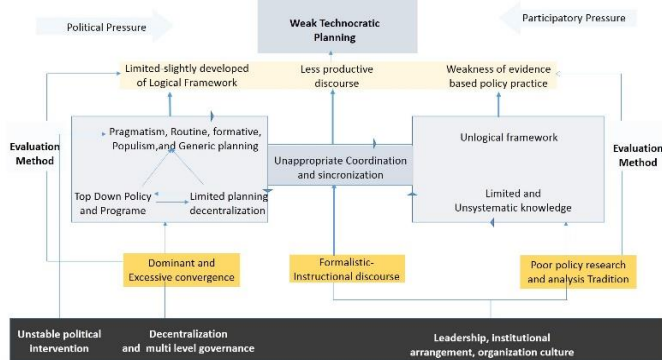 Political Pressure
Weak Technocratic
Planning
Participatory Pressure
Limited-slightly developed
of Logical Framework
Less productive
discourse
Weakness of evidence
based policy practice
Evaluation
Method
Pragmatism, Routine, formative,
Populism,and Generic planning
Top Down Policy
and Programe
Limited planning
decentralization
Unappropriate Coordination
and sincronization
Unlogical framework
Limited and
Unsystematic knowledge
Evaluation
Method
Dominant and
Excessive convergence
Formalistic-
Instructional discourse
Poor policy research
and analysis Tradition
Unstable political
intervention
Decentralization
and multi level governance
Leadership, institutional
arrangement, organization culture